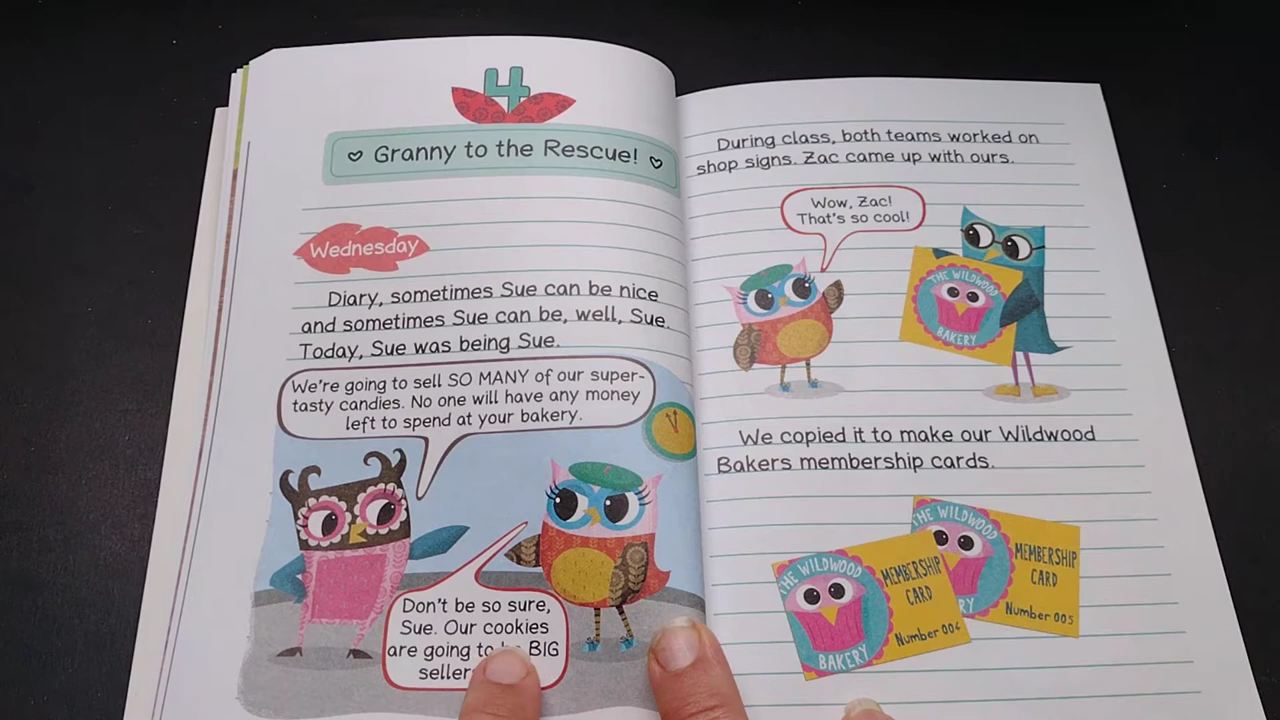 4
Granny to the Rescue!
Wednesday
Diary, sometimes Sue can be nice
and sometimes Sue can be, well, Sue.
Today, Sue was being Sue.
We're going to sell SO MANY of our super-
tasty candies. No one will have any money
left to spend at your bakery.
Don't be so sure,
Sue. Our cookies
are going to BIG
During class, both teams worked on
shop signs. Zac came up with ours.
Wow, Zac!
That's so cool!
THE WILDWOOD
BAKERY
We copied it to make our Wildwood
Bakers membership cards.
THE WILDWOOD
BAKERY
MEMBERSHIP
CARD
Number 004
THE WILDWOOD
MEMBERSHIP
CARD
Number 005